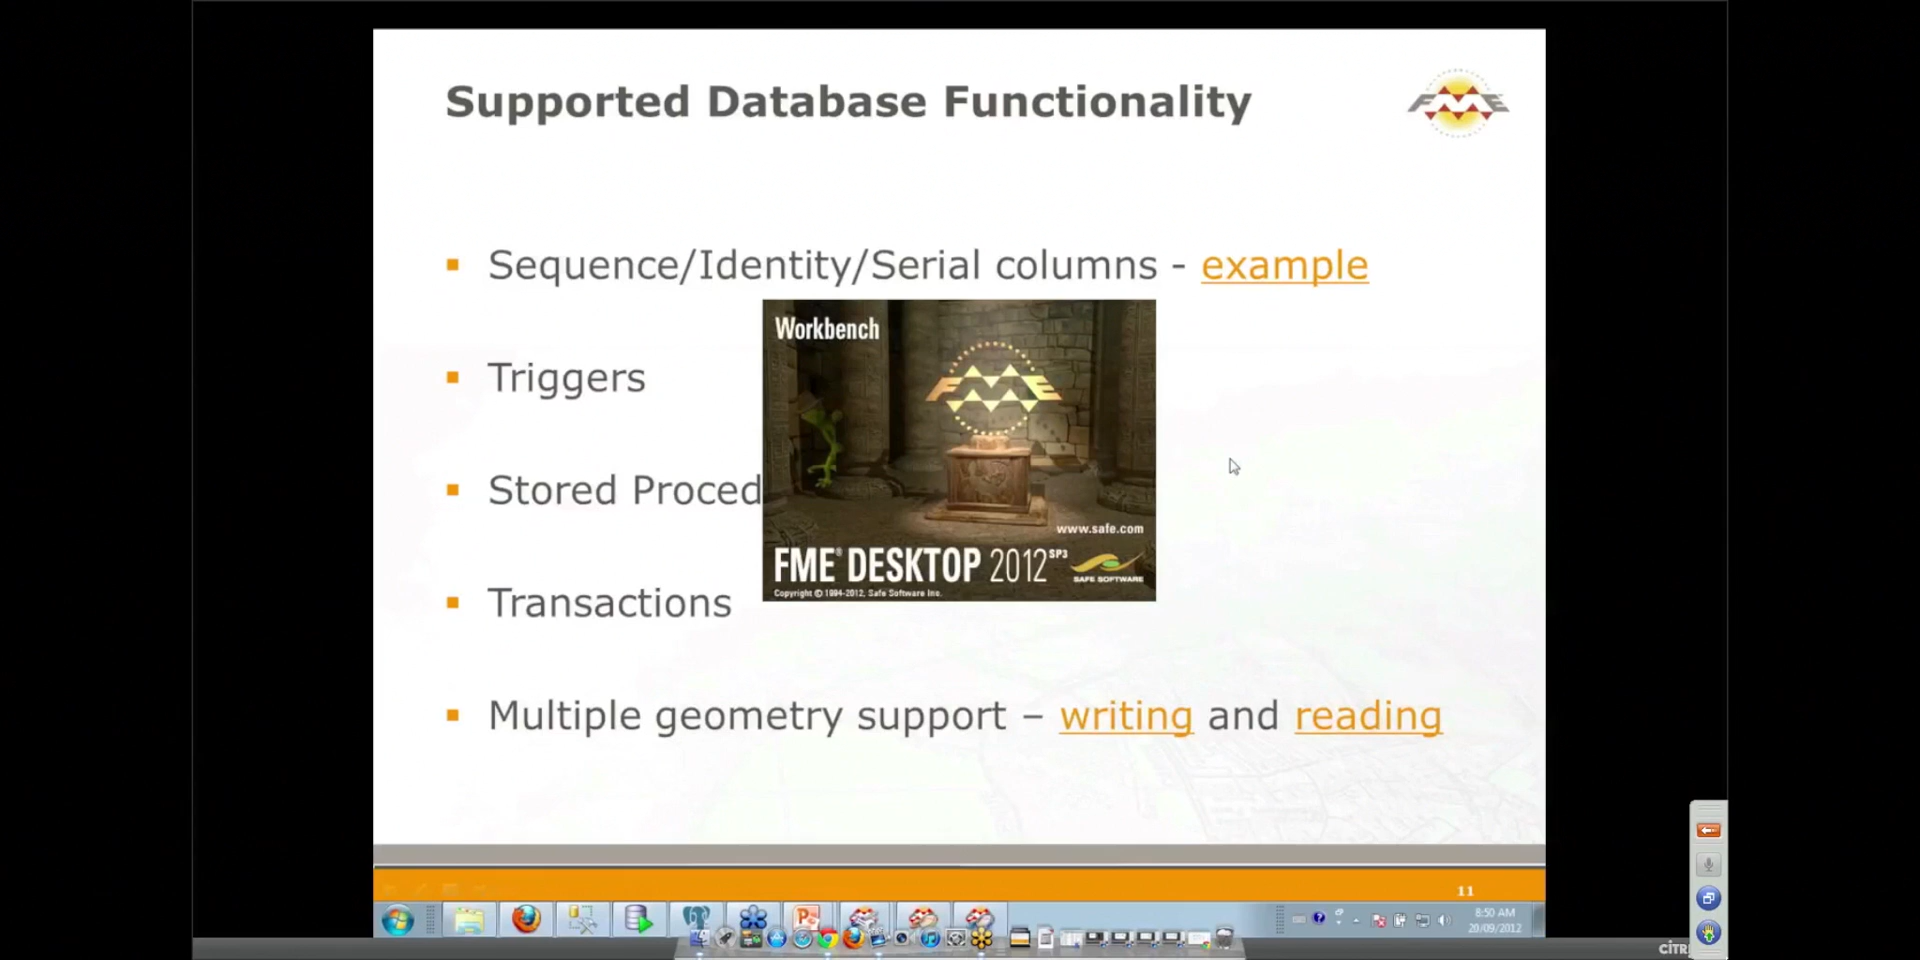 Supported Database Functionality
FME
Sequence/Identity/Serial columns - example
Workbench
FME
Triggers
Stored Proced
www.safe.com
FME® DESKTOP 2012 SP3
SAFE SOFTWARE
Copyright © 1994-2012, Safe Software Inc.
Transactions
Multiple geometry support – writing and reading
11
8:50 AM
20/09/2012